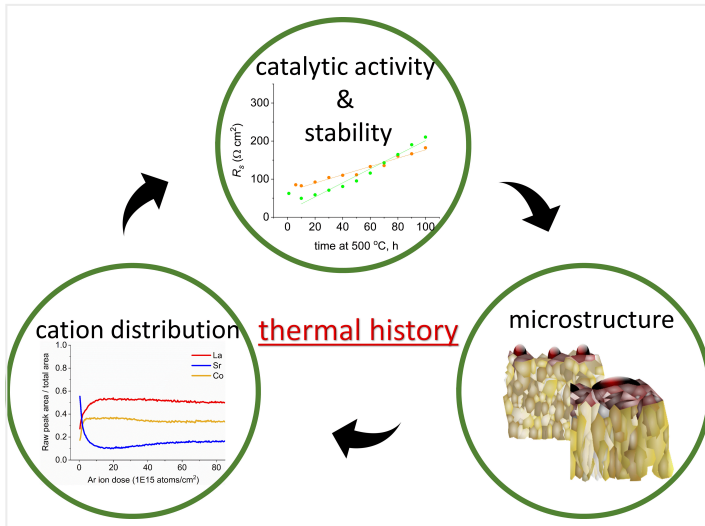 catalytic activity
&
stability
300
200
100
0
Rs (Ω cm²)
0 20 40 60 80 100
time at 500 °C, h
cation distribution
thermal history
microstructure
1.0
0.8
0.6
0.4
0.2
0.0
Raw peak area / total area
La
Sr
Co
0 20 40 60 80
Ar ion dose (1E15 atoms/cm²)